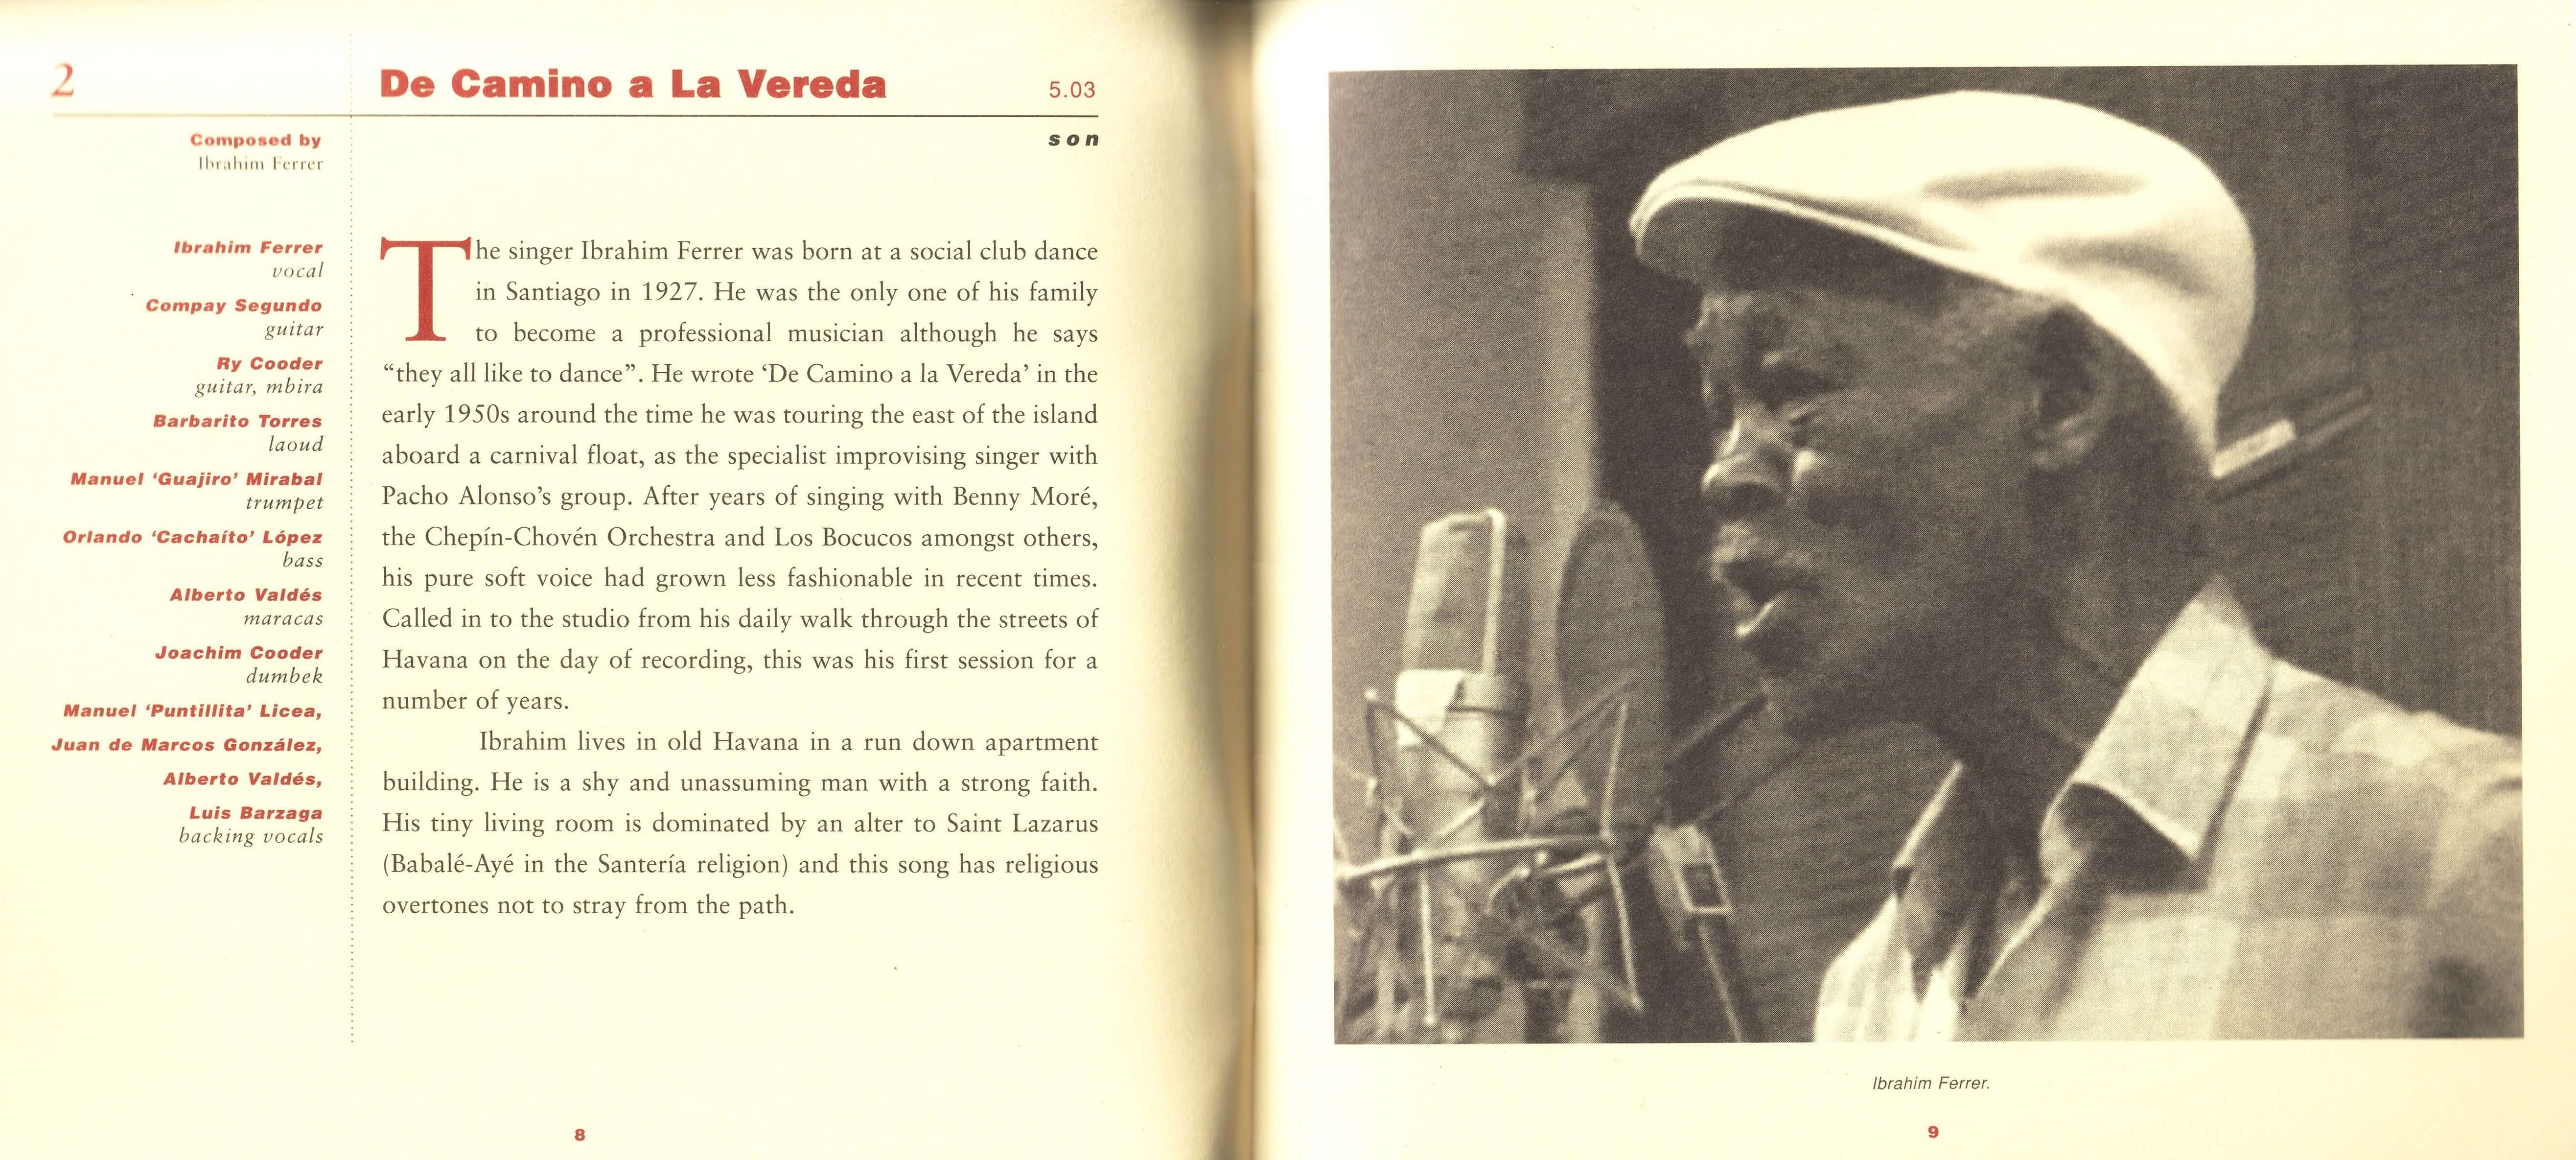 2
De Camino a La Vereda
5.03
son
Composed by
Ibrahim Ferrer
Ibrahim Ferrer
vocal
Compay Segundo
guitar
Ry Cooder
guitar, mbira
Barbarito Torres
laoud
Manuel ‘Guajiro’ Mirabal
trumpet
Orlando ‘Cachaíto’ López
bass
Alberto Valdés
maracas
Joachim Cooder
dumbek
Manuel ‘Puntillita’ Licea,
Juan de Marcos González,
Alberto Valdés,
Luis Barzaga
backing vocals
The singer Ibrahim Ferrer was born at a social club dance
in Santiago in 1927. He was the only one of his family
to become a professional musician although he says
“they all like to dance”. He wrote ‘De Camino a la Vereda’ in the
early 1950s around the time he was touring the east of the island
aboard a carnival float, as the specialist improvising singer with
Pacho Alonso’s group. After years of singing with Benny Moré,
the Chepín-Chovén Orchestra and Los Bocucos amongst others,
his pure soft voice had grown less fashionable in recent times.
Called in to the studio from his daily walk through the streets of
Havana on the day of recording, this was his first session for a
number of years.
Ibrahim lives in old Havana in a run down apartment
building. He is a shy and unassuming man with a strong faith.
His tiny living room is dominated by an alter to Saint Lazarus
(Babalé-Ayé in the Santería religion) and this song has religious
overtones not to stray from the path.
8
Ibrahim Ferrer.
9